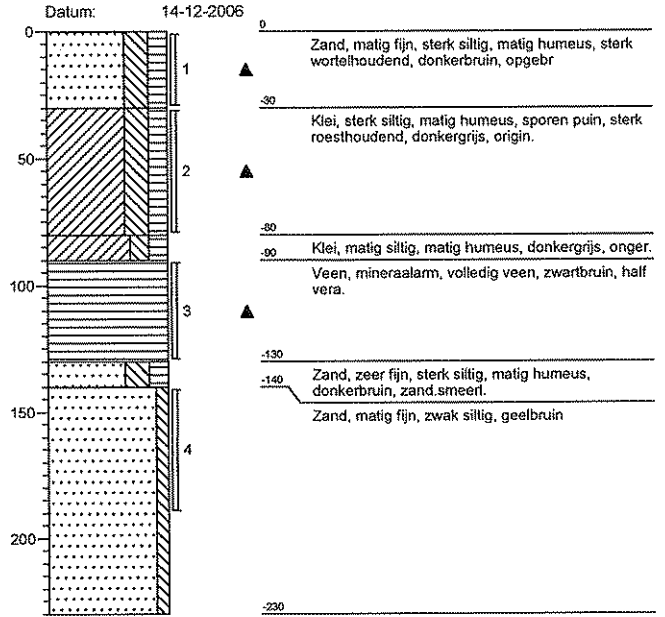 Datum: 14-12-2006
0
0
Zand, matig fijn, sterk siltig, matig humeus, sterk
wortelhoudend, donkerbruin, opgebr
1
-30
Klei, sterk siltig, matig humeus, sporen puin, sterk
roesthoudend, donkergrijs, origin.
50
2
-80
Klei, matig siltig, matig humeus, donkergrijs, onger.
-90
Veen, mineraalarm, volledig veen, zwartbruin, half
vera.
100
3
-130
Zand, zeer fijn, sterk siltig, matig humeus,
donkerbruin, zand.smeerl.
-140
Zand, matig fijn, zwak siltig, geelbruin
150
4
200
-230